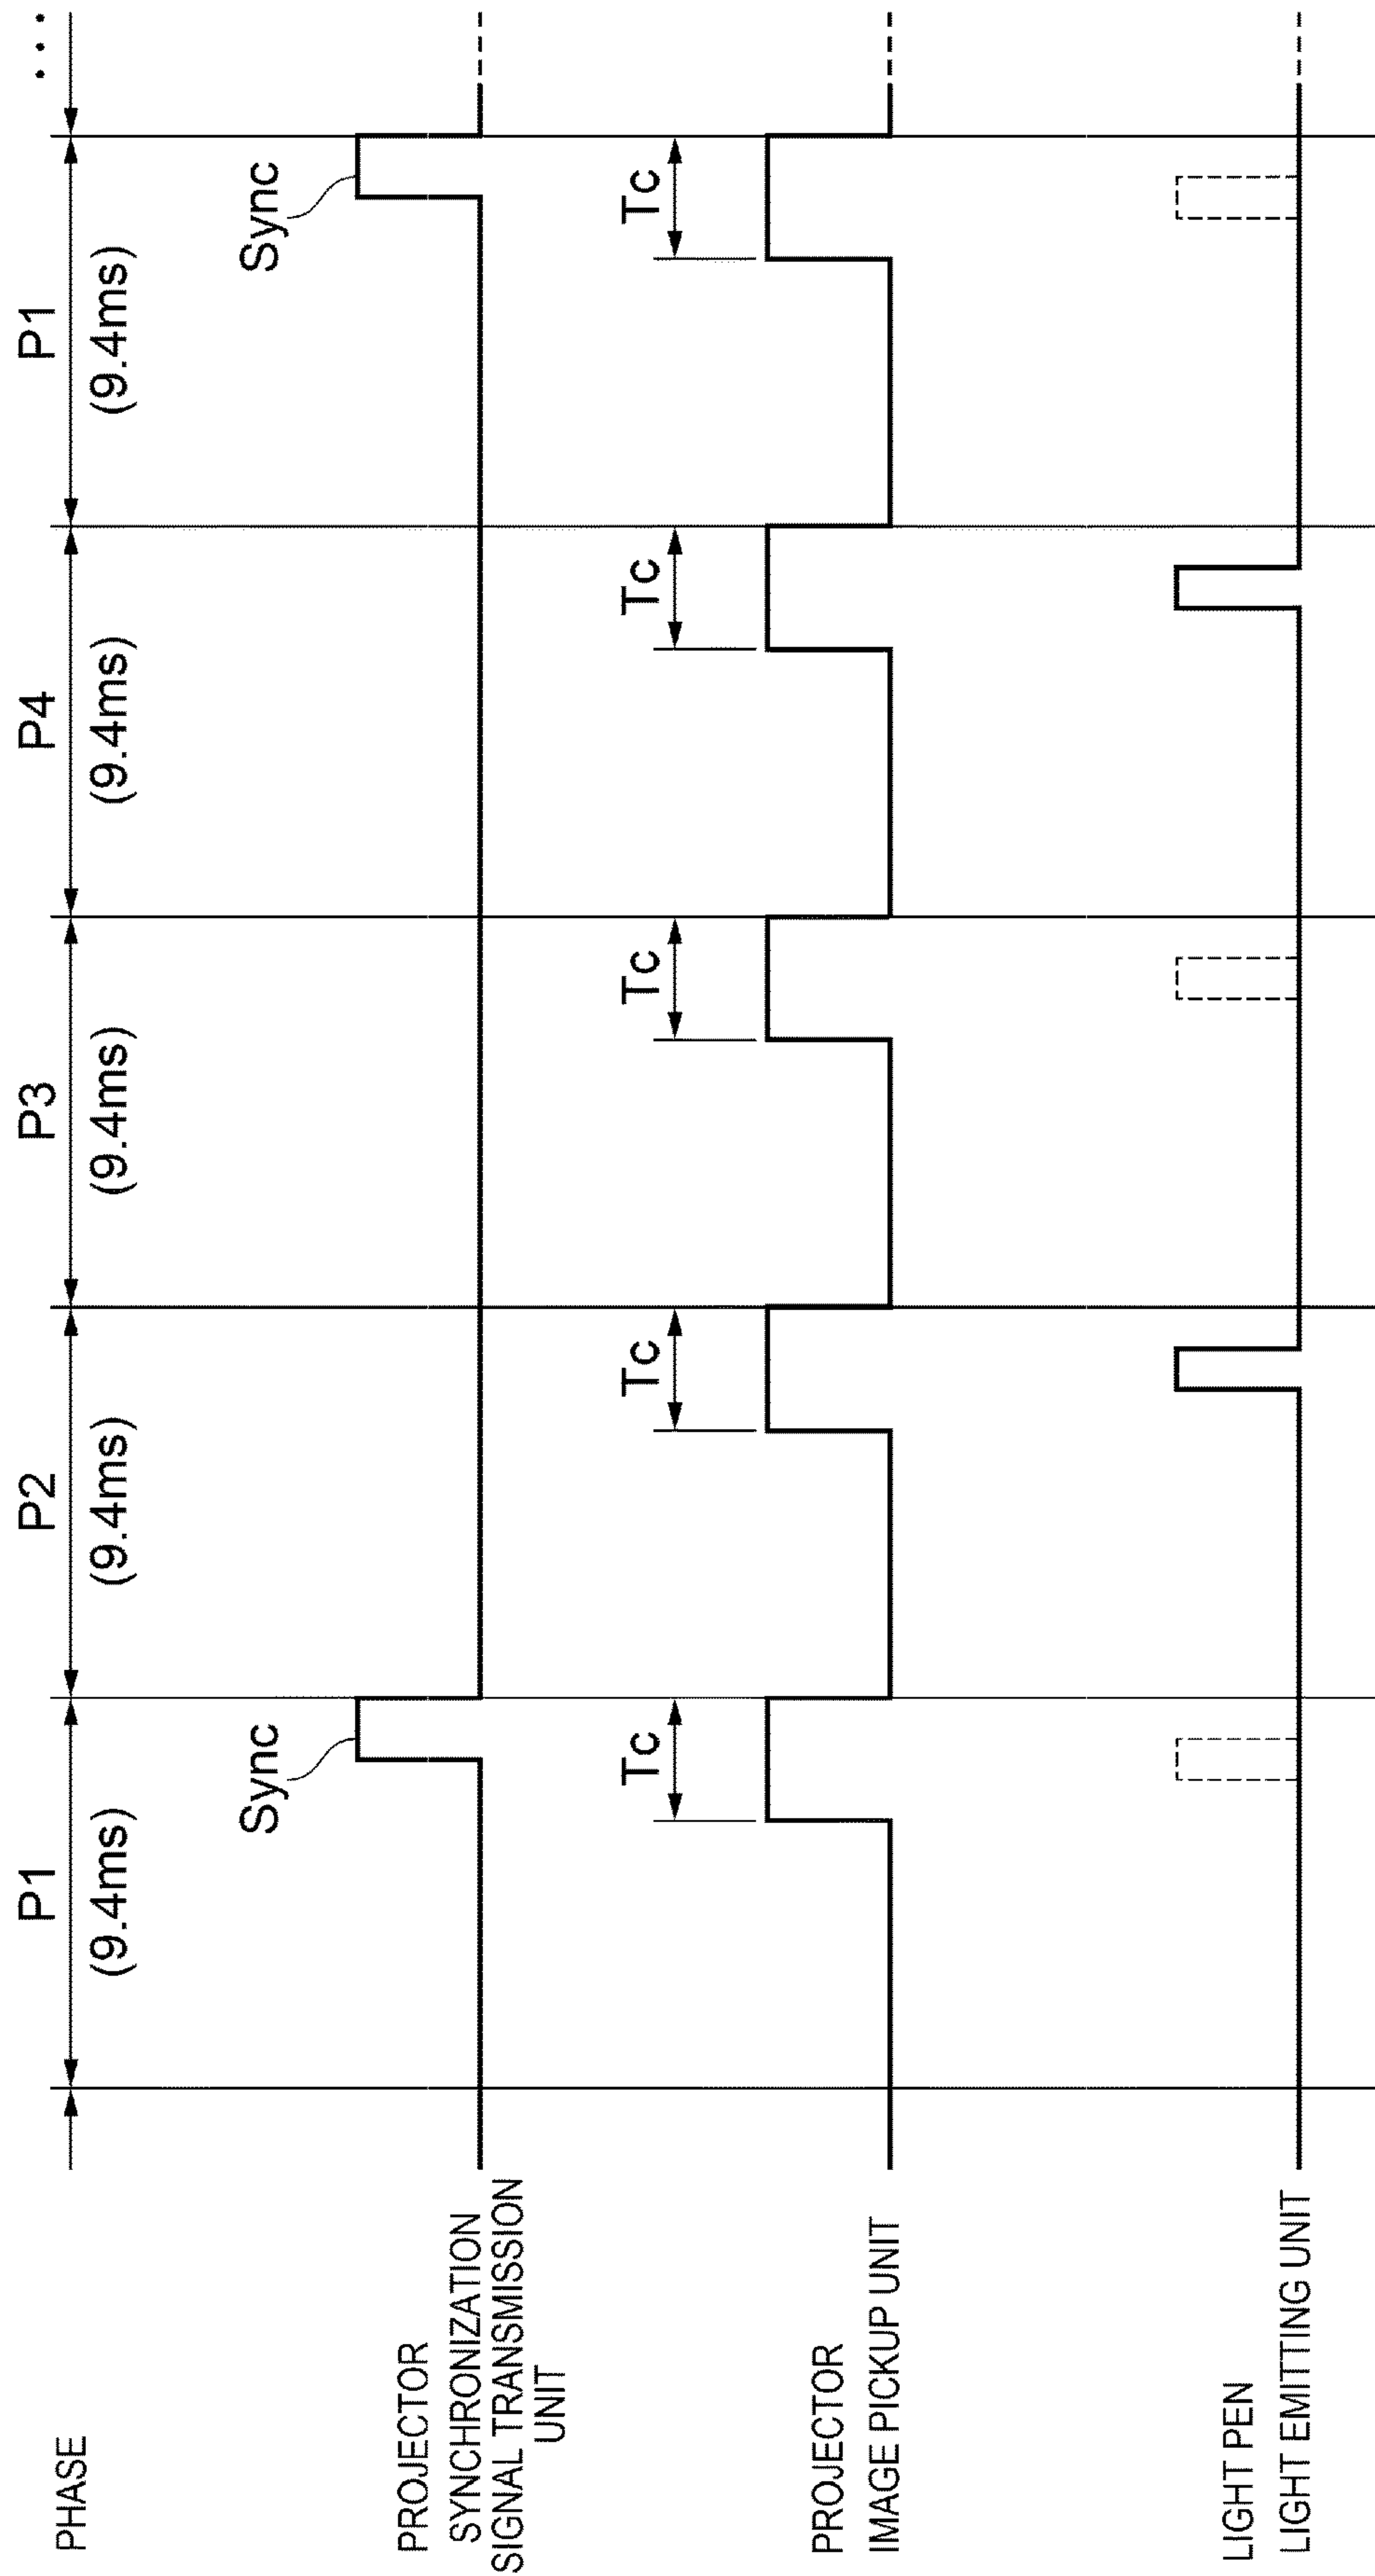 PHASE
P1
P2
P3
P4
P1
...
(9.4ms)
(9.4ms)
(9.4ms)
(9.4ms)
(9.4ms)
PROJECTOR
SYNCHRONIZATION
SIGNAL TRANSMISSION
UNIT
Sync
Sync
PROJECTOR
IMAGE PICKUP UNIT
Tc
Tc
Tc
Tc
Tc
LIGHT PEN
LIGHT EMITTING UNIT